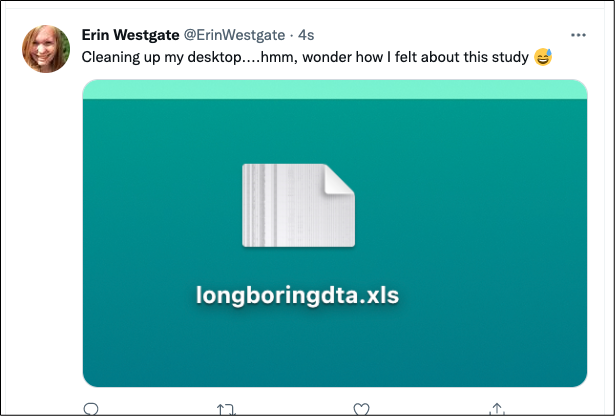 Erin Westgate @ErinWestgate · 4s
Cleaning up my desktop....hmm, wonder how I felt about this study 😅
longboringdta.xls